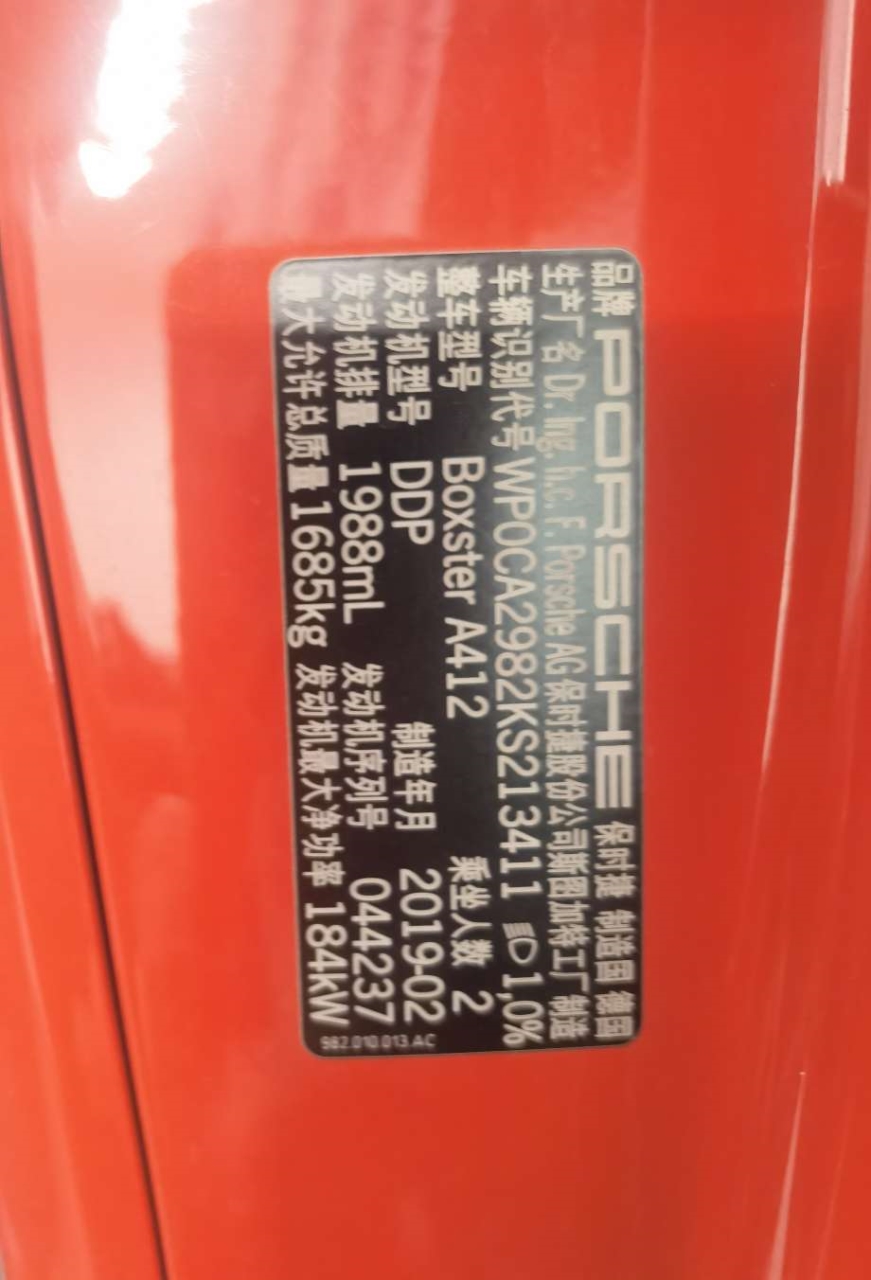 品牌 PORSCHE 保时捷 制造国 德国
生产厂名 Dr. Ing. h.c. F. Porsche AG 保时捷股份公司斯图加特工厂制造
车辆识别代号 WP0CA2982KS213411 1,0%
整车型号 Boxster A412 乘坐人数 2
发动机型号 DDP 制造年月 2019-02
发动机排量 1988mL 发动机序列号 044237
最大允许总质量 1685kg 发动机最大净功率 184kW
982.010.013.AC